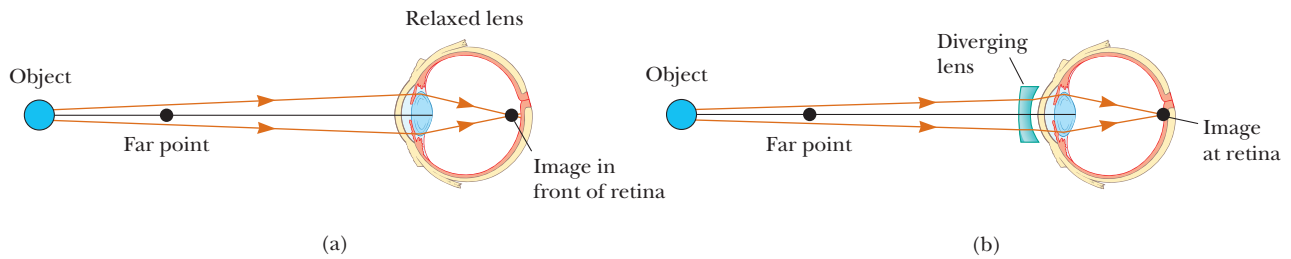 Relaxed lens
Object
Far point
Image in
front of retina
(a)
Diverging
lens
Object
Far point
Image
at retina
(b)